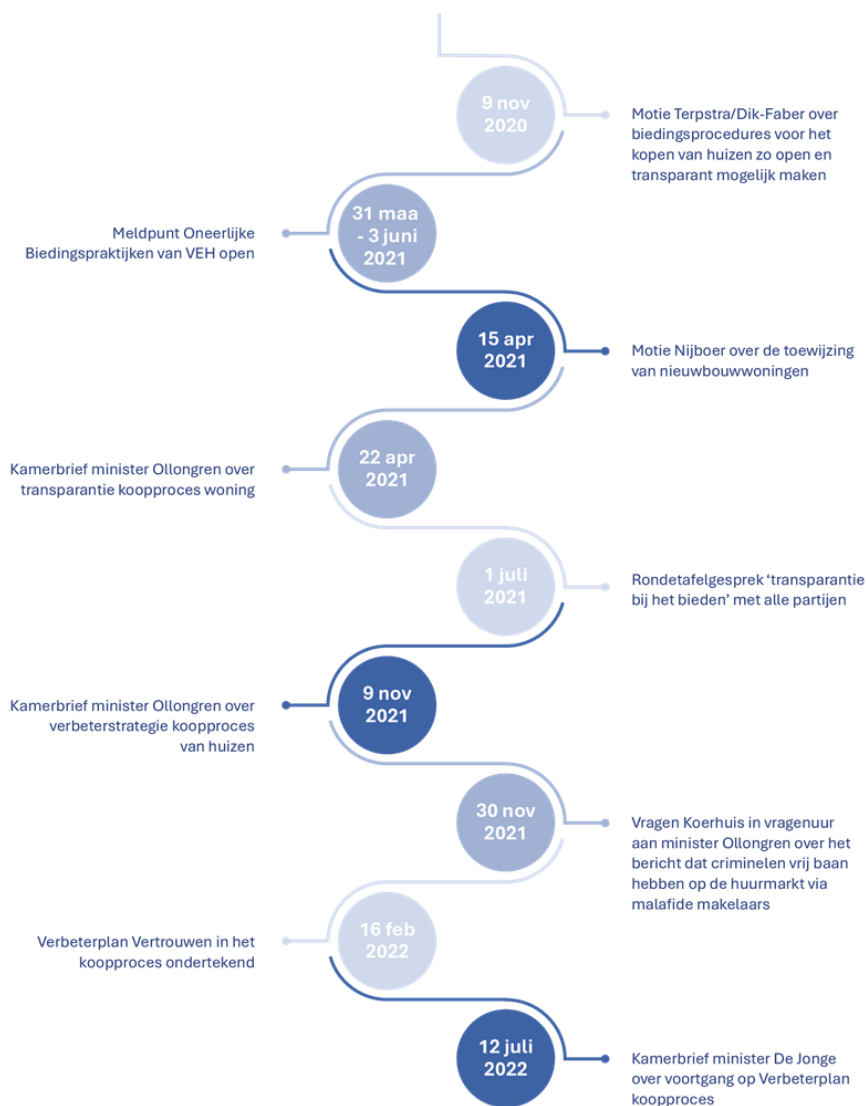 9 nov
2020
Motie Terpstra/Dik-Faber over
biedingsprocedures voor het
kopen van huizen zo open en
transparant mogelijk maken
31 maa
- 3 juni
2021
Meldpunt Oneerlijke
Biedingspraktijken van VEH open
15 apr
2021
Motie Nijboer over de toewijzing
van nieuwbouwwoningen
22 apr
2021
Kamerbrief minister Ollongren over
transparantie koopproces woning
1 juli
2021
Rondetafelgesprek ‘transparantie
bij het bieden’ met alle partijen
9 nov
2021
Kamerbrief minister Ollongren over
verbeterstrategie koopproces
van huizen
30 nov
2021
Vragen Koerhuis in vragenuur
aan minister Ollongren over het
bericht dat criminelen vrij baan
hebben op de huurmarkt via
malafide makelaars
16 feb
2022
Verbeterplan Vertrouwen in het
koopproces ondertekend
12 juli
2022
Kamerbrief minister De Jonge
over voortgang op Verbeterplan
koopproces